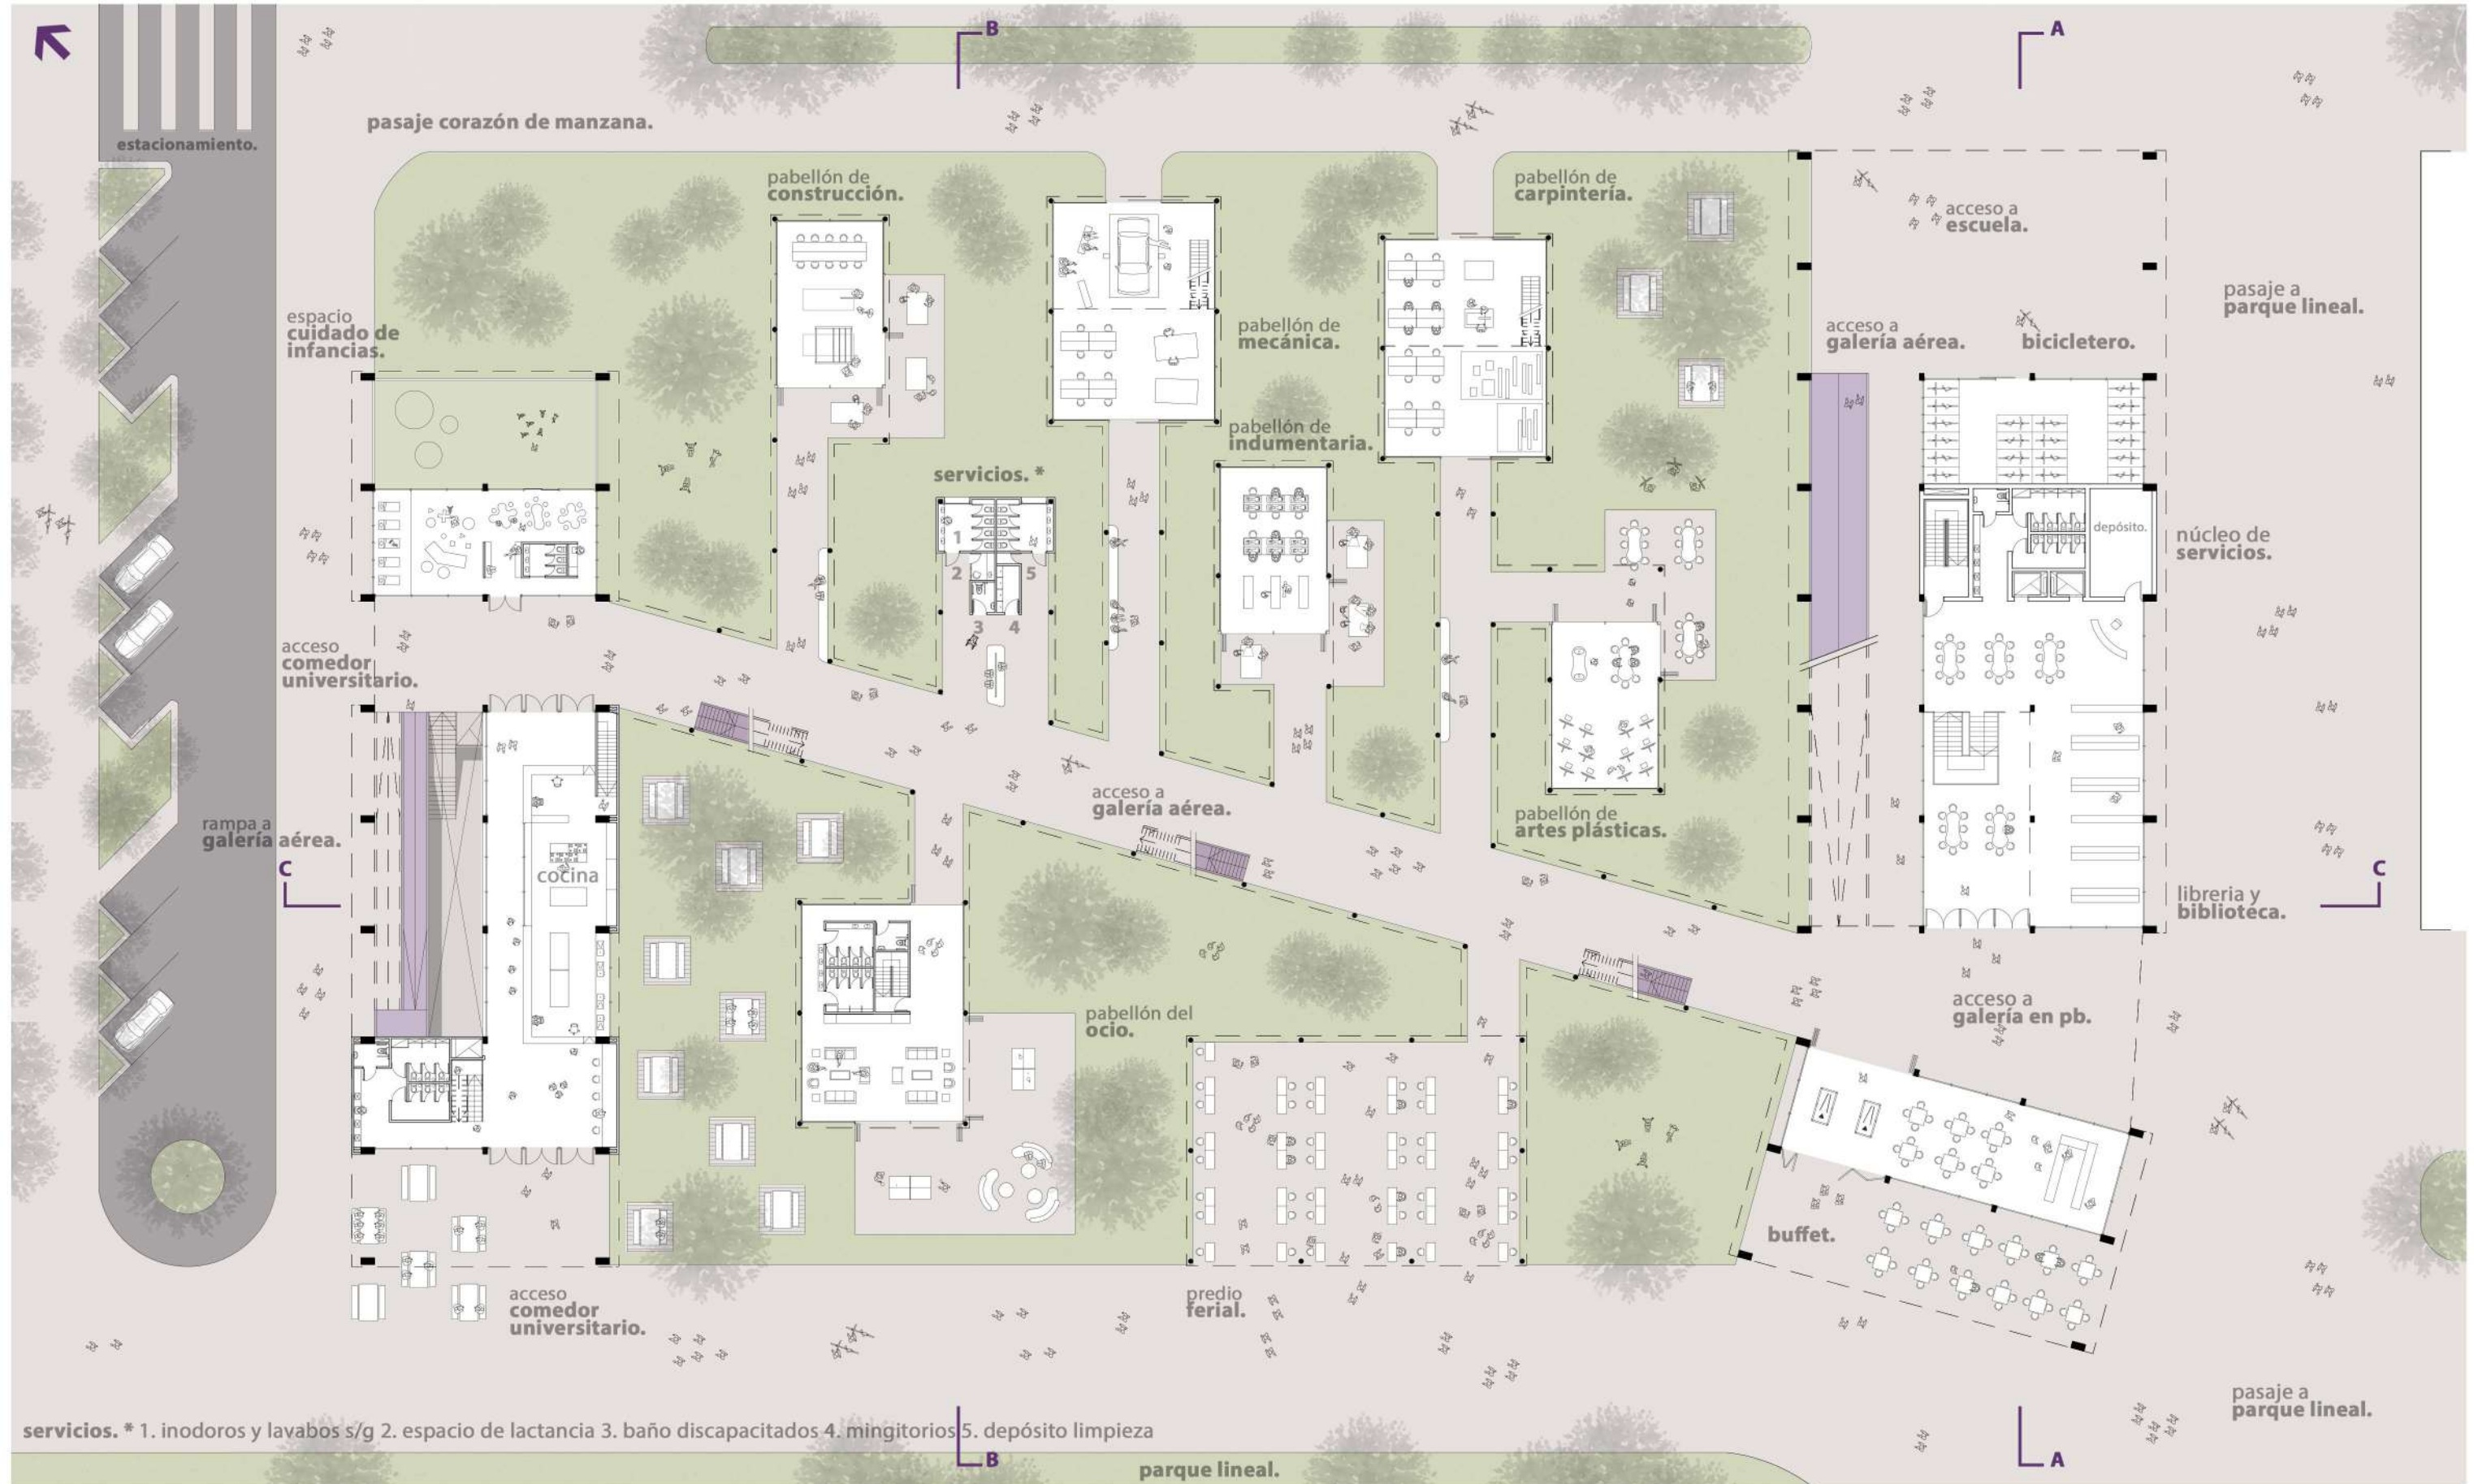 B
A
pasaje corazón de manzana.
estacionamiento.
pabellón de
construcción.
pabellón de
carpintería.
acceso a
escuela.
pasaje a
parque lineal.
espacio
cuidado de
infancias.
pabellón de
mecánica.
acceso a
galería aérea.
bicicletero.
pabellón de
indumentaria.
servicios. *
1
2
3
4
5
depósito.
núcleo de
servicios.
acceso
comedor
universitario.
acceso a
galería aérea.
pabellón de
artes plásticas.
rampa a
galería aérea.
C
cocina
C
libreria y
biblioteca.
pabellón del
ocio.
acceso a
galería en pb.
buffet.
acceso
comedor
universitario.
predio
ferial.
pasaje a
parque lineal.
servicios. * 1. inodoros y lavabos s/g 2. espacio de lactancia 3. baño discapacitados 4. mingitorios 5. depósito limpieza
B
A
parque lineal.